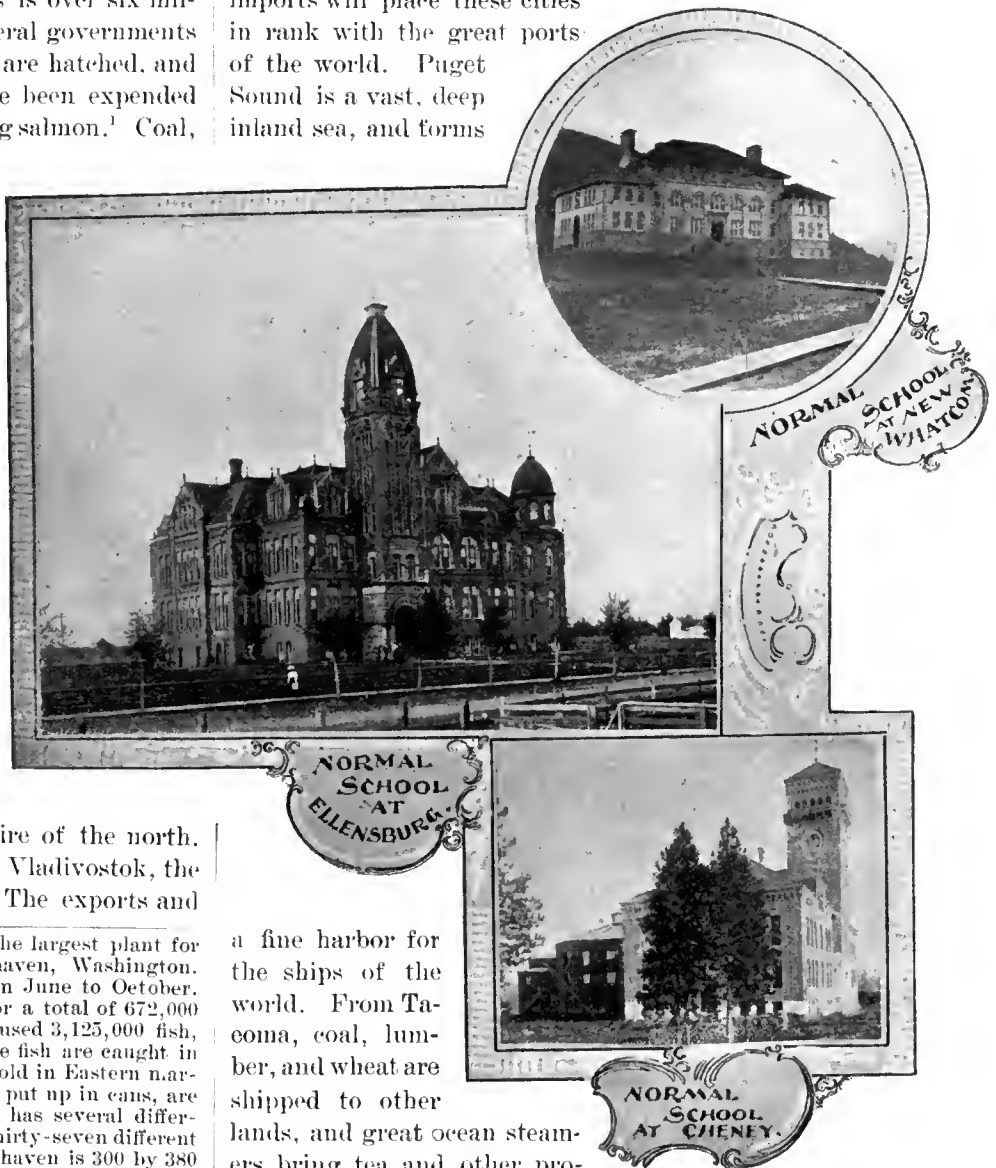 is over six mil-
eral governments
are hatched, and
e been expended
g salmon.¹ Coal,
ire of the north.
Vladivostok, the
The exports and
he largest plant for
haven, Washington.
n June to October.
or a total of 672,000
used 3,125,000 fish,
e fish are caught in
old in Eastern mar-
put up in cans, are
has several differ-
hirty-seven different
haven is 300 by 380
imports will place these cities
in rank with the great ports
of the world. Puget
Sound is a vast, deep
inland sea, and forms
a fine harbor for
the ships of the
world. From Ta-
coma, coal, lum-
ber, and wheat are
shipped to other
lands, and great ocean steam-
ers bring tea and other pro-
NORMAL
SCHOOL
AT NEW
WHATCOM
NORMAL
SCHOOL
AT
ELLENSBURG.
NORMAL
SCHOOL
AT CHENEY.